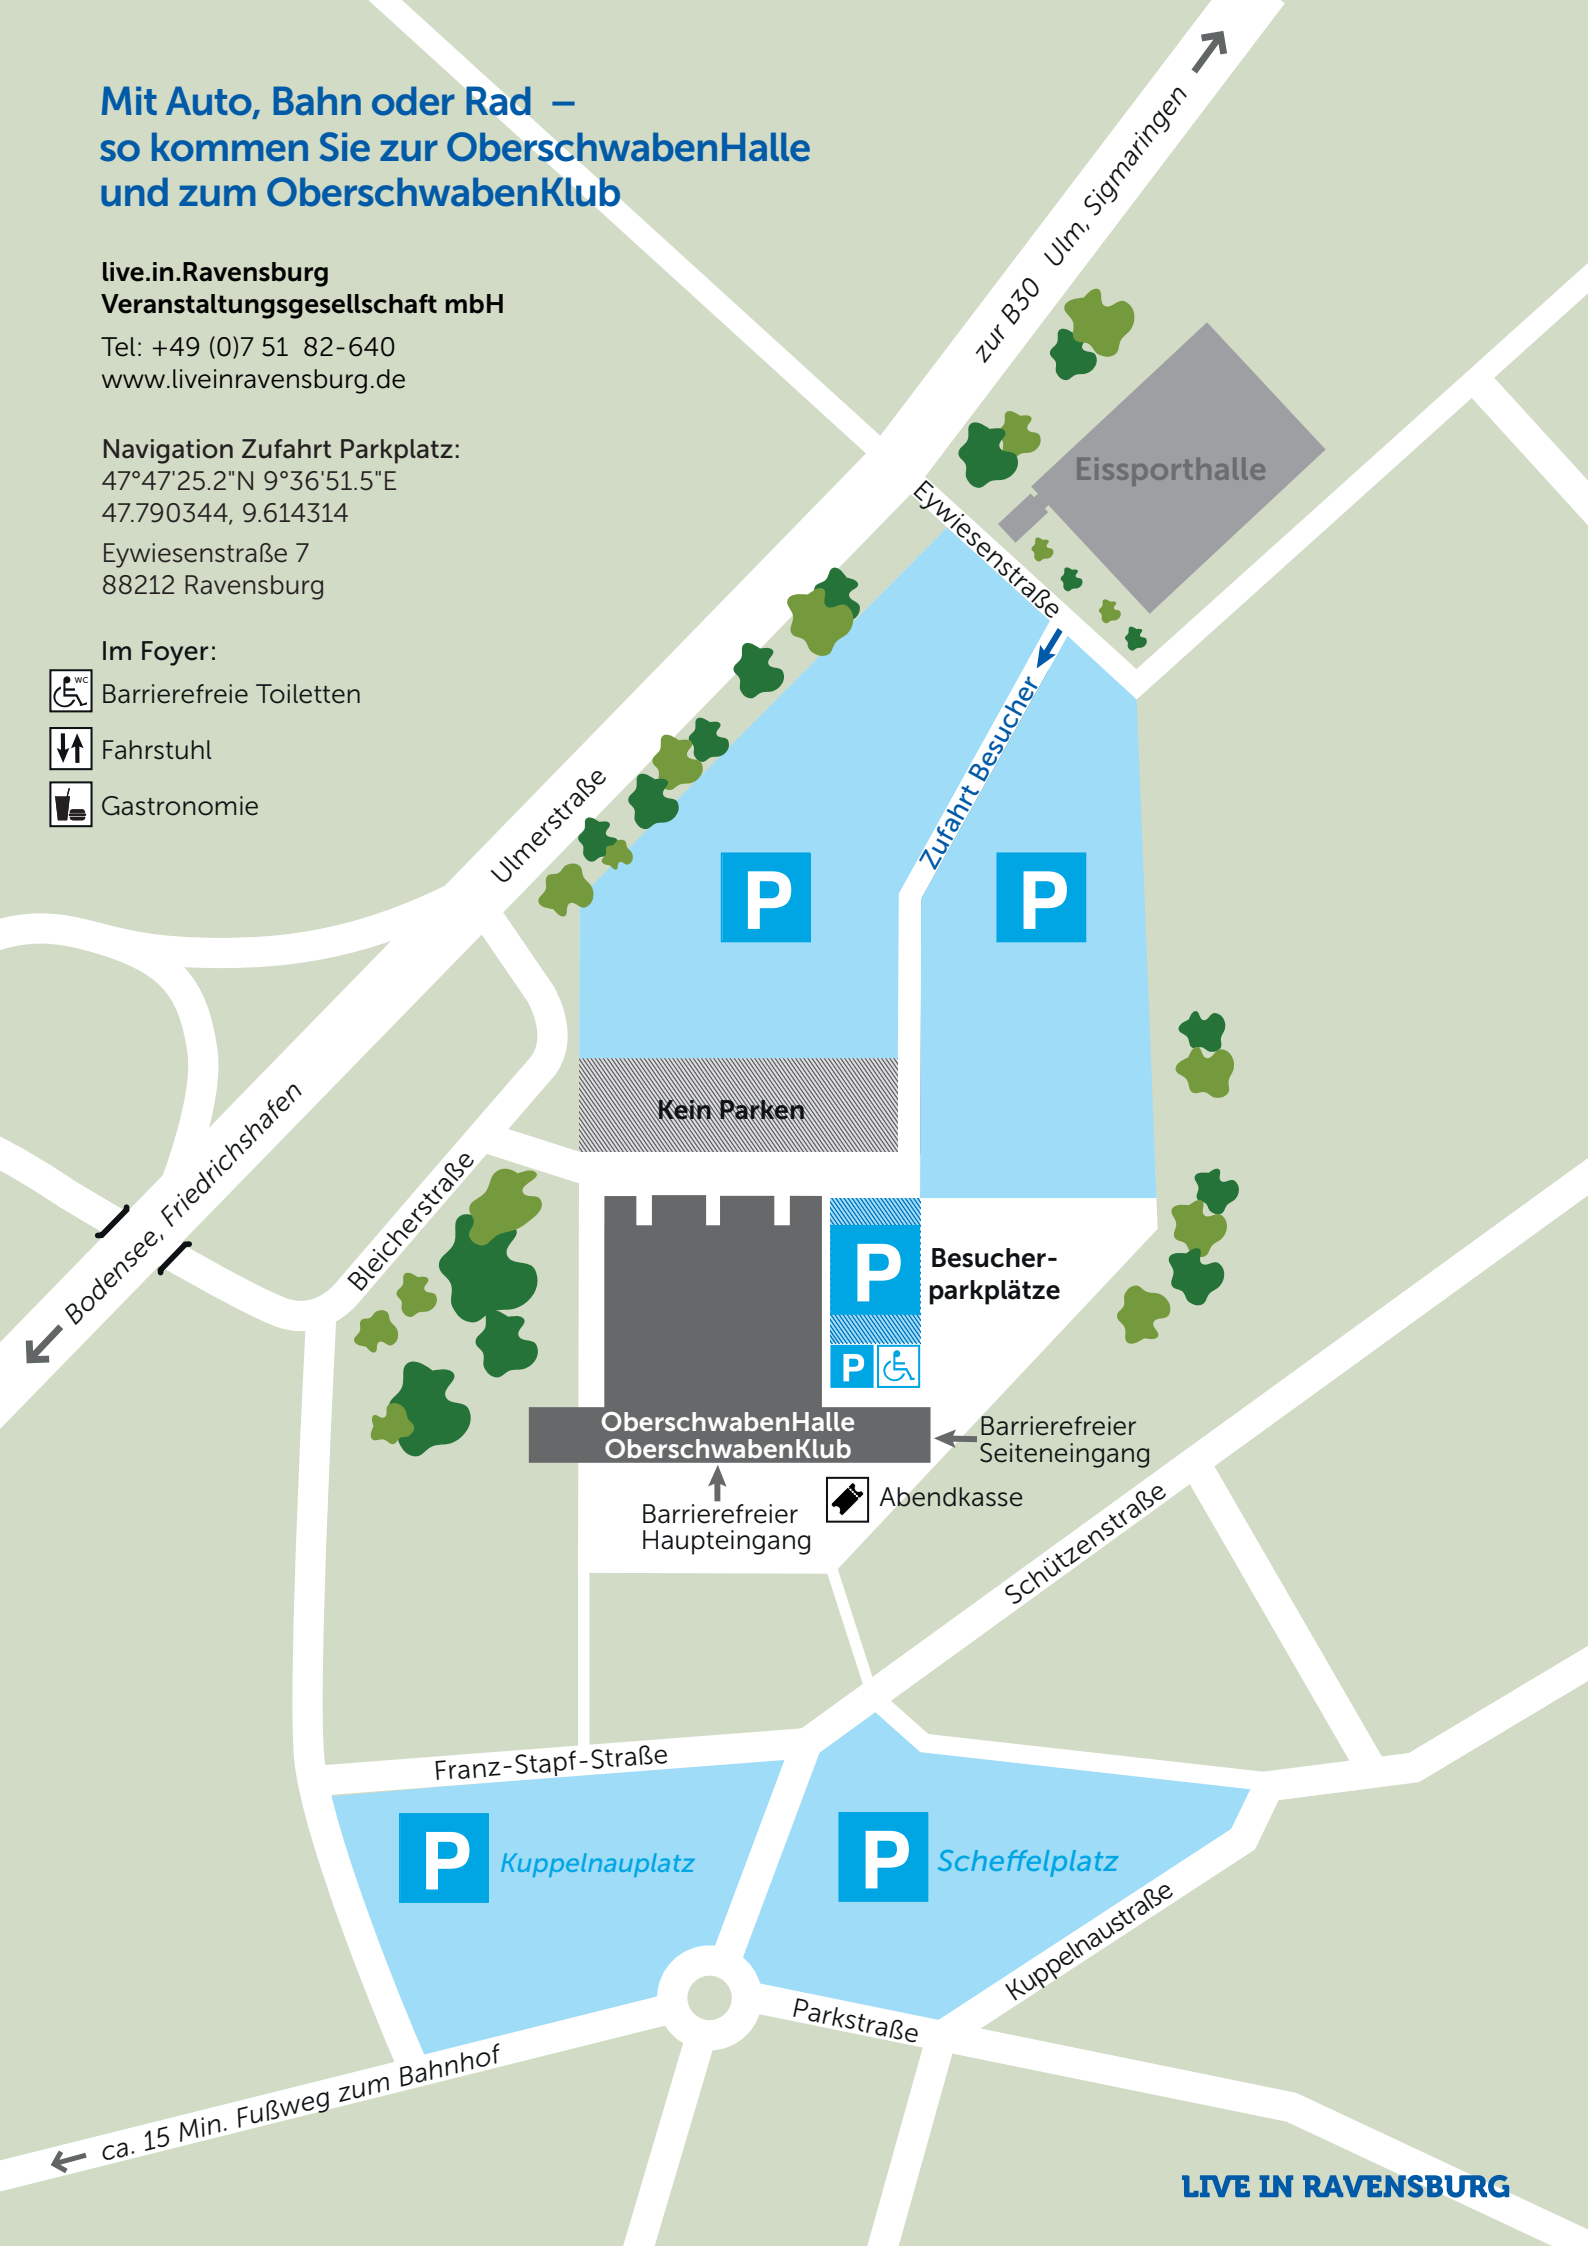 Mit Auto, Bahn oder Rad –
so kommen Sie zur OberschwabenHalle
und zum OberschwabenKlub
live.in.Ravensburg
Veranstaltungsgesellschaft mbH
Tel: +49 (0)7 51 82-640
www.liveinravensburg.de
Navigation Zufahrt Parkplatz:
47°47'25.2"N 9°36'51.5"E
47.790344, 9.614314
Eywiesenstraße 7
88212 Ravensburg
Im Foyer:
WC
Barrierefreie Toiletten
Fahrstuhl
Gastronomie
zur B30 Ulm, Sigmaringen
Eissporthalle
Eywiesenstraße
Zufahrt Besucher
Ulmerstraße
P
P
Kein Parken
Bodensee, Friedrichshafen
Bleicherstraße
P
Besucher-
parkplätze
P
OberschwabenHalle
OberschwabenKlub
Barrierefreier
Seiteneingang
Barrierefreier
Haupteingang
Abendkasse
Schützenstraße
Franz-Stapf-Straße
P
Kuppelnauplatz
P
Scheffelplatz
Kuppelnaustraße
Parkstraße
ca. 15 Min. Fußweg zum Bahnhof
LIVE IN RAVENSBURG